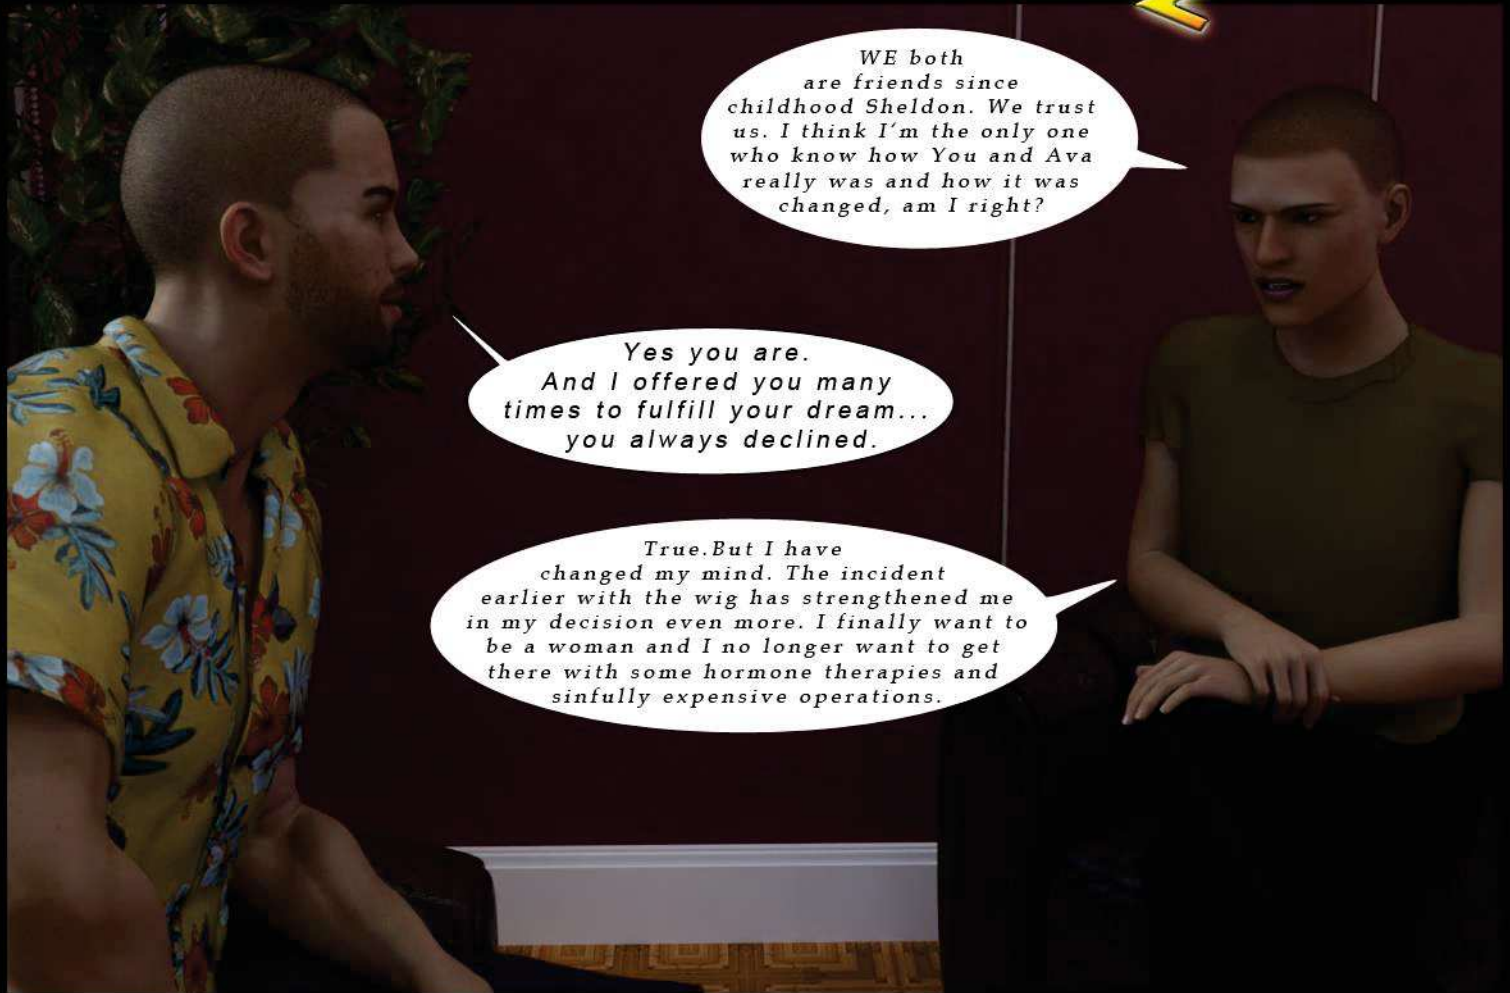 WE both
are friends since
childhood Sheldon. We trust
us. I think I'm the only one
who know how You and Ava
really was and how it was
changed, am I right?
Yes you are.
And I offered you many
times to fulfill your dream...
you always declined.
True.But I have
changed my mind. The incident
earlier with the wig has strengthened me
in my decision even more. I finally want to
be a woman and I no longer want to get
there with some hormone therapies and
sinfully expensive operations.